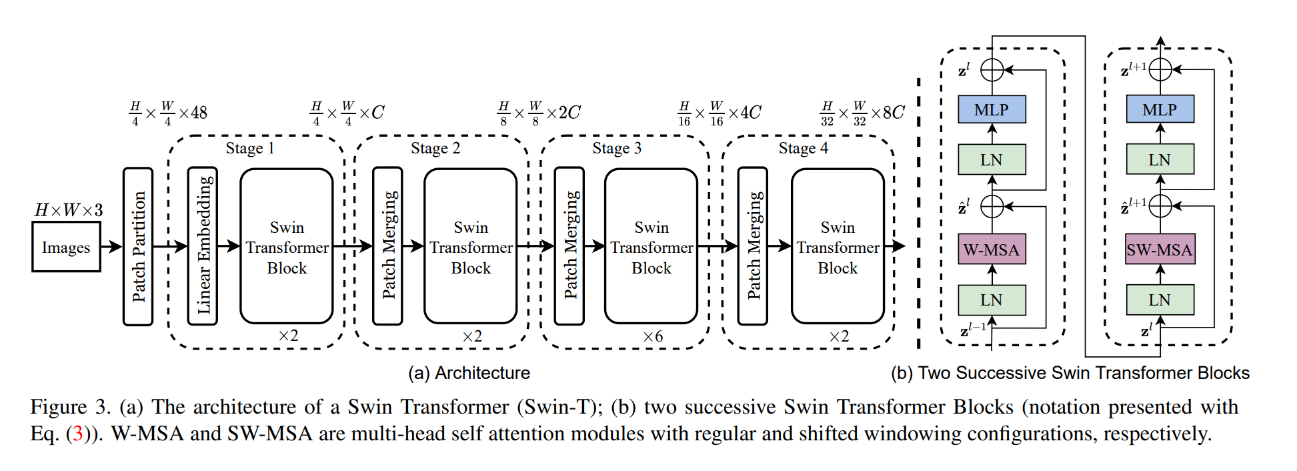 H/4 × W/4 × 48
H/4 × W/4 × C
H/8 × W/8 × 2C
H/16 × W/16 × 4C
H/32 × W/32 × 8C
H×W×3
Images
Patch Partition
Stage 1
Linear Embedding
Swin
Transformer
Block
×2
Stage 2
Patch Merging
Swin
Transformer
Block
×2
Stage 3
Patch Merging
Swin
Transformer
Block
×6
Stage 4
Patch Merging
Swin
Transformer
Block
×2
(a) Architecture
z^l
MLP
LN
ẑ^l
W-MSA
LN
z^{l−1}
z^{l+1}
MLP
LN
ẑ^{l+1}
SW-MSA
LN
z^l
(b) Two Successive Swin Transformer Blocks
Figure 3. (a) The architecture of a Swin Transformer (Swin-T); (b) two successive Swin Transformer Blocks (notation presented with
Eq. (3)). W-MSA and SW-MSA are multi-head self attention modules with regular and shifted windowing configurations, respectively.